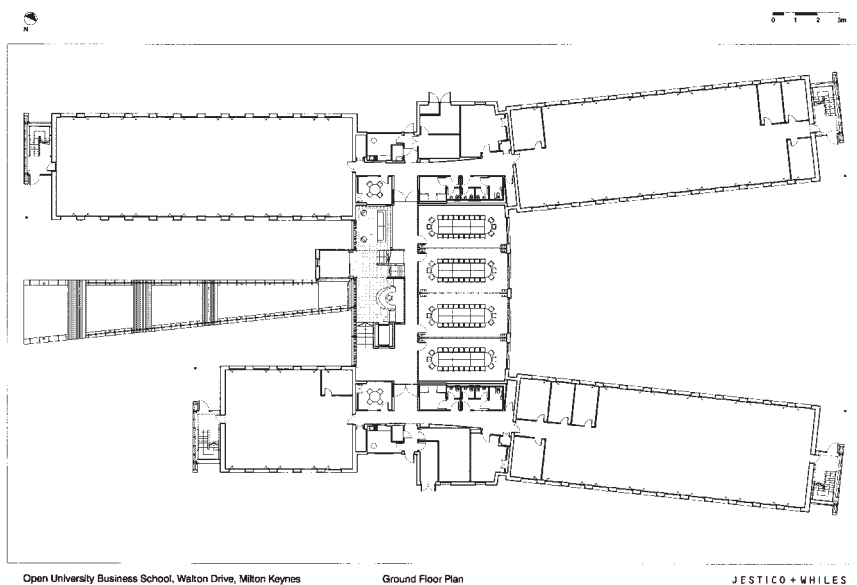 N
0 1 2 3m
Open University Business School, Walton Drive, Milton Keynes
Ground Floor Plan
JESTICO + WHILES